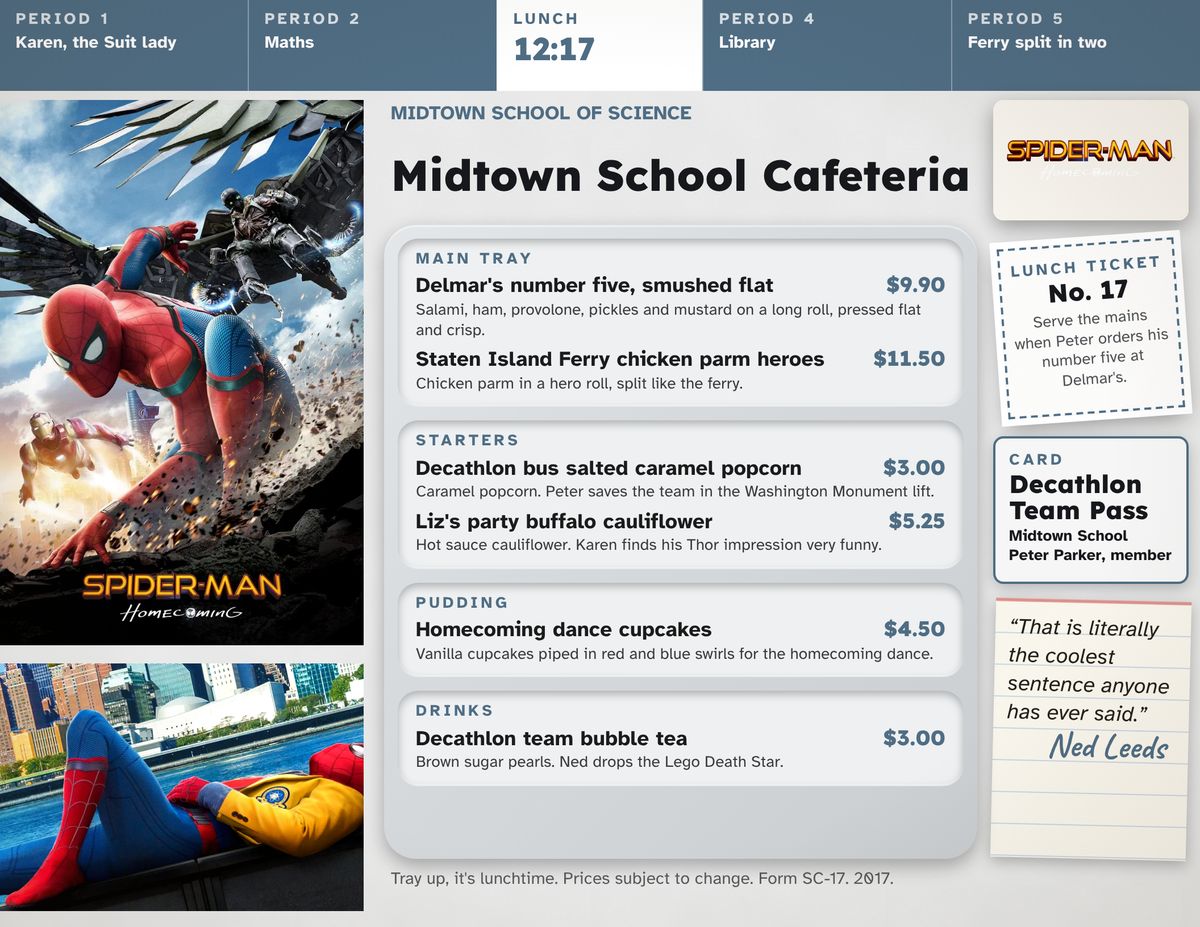 PERIOD 1
Karen, the Suit lady
PERIOD 2
Maths
LUNCH
12:17
PERIOD 4
Library
PERIOD 5
Ferry split in two
SPIDER-MAN
HOMECOMING
MIDTOWN SCHOOL OF SCIENCE
Midtown School Cafeteria
MAIN TRAY
Delmar's number five, smushed flat $9.90
Salami, ham, provolone, pickles and mustard on a long roll, pressed flat
and crisp.
Staten Island Ferry chicken parm heroes $11.50
Chicken parm in a hero roll, split like the ferry.
STARTERS
Decathlon bus salted caramel popcorn $3.00
Caramel popcorn. Peter saves the team in the Washington Monument lift.
Liz's party buffalo cauliflower $5.25
Hot sauce cauliflower. Karen finds his Thor impression very funny.
PUDDING
Homecoming dance cupcakes $4.50
Vanilla cupcakes piped in red and blue swirls for the homecoming dance.
DRINKS
Decathlon team bubble tea $3.00
Brown sugar pearls. Ned drops the Lego Death Star.
Tray up, it's lunchtime. Prices subject to change. Form SC-17. 2017.
SPIDER-MAN
HOMECOMING
LUNCH TICKET
No. 17
Serve the mains
when Peter orders his
number five at
Delmar's.
CARD
Decathlon
Team Pass
Midtown School
Peter Parker, member
“That is literally
the coolest
sentence anyone
has ever said.”
Ned Leeds